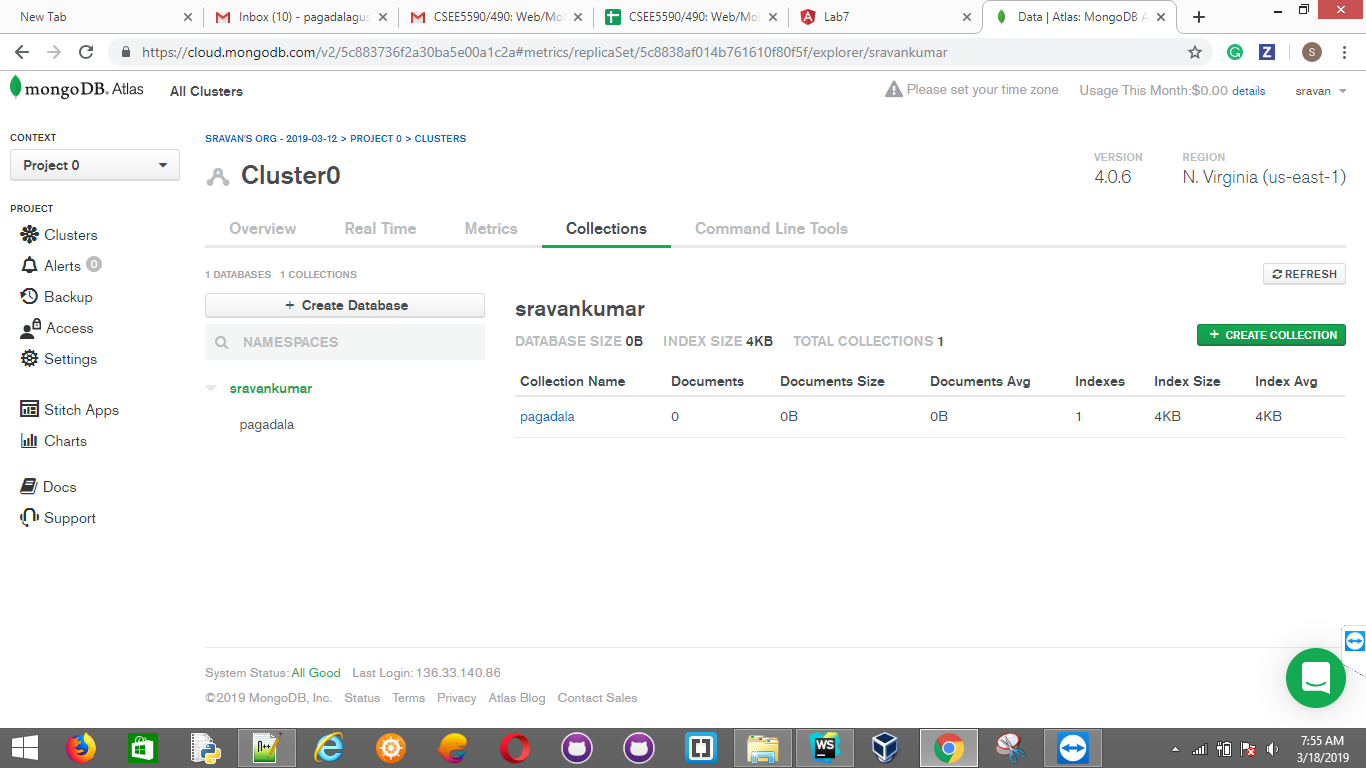 New Tab
Inbox (10) - pagadalagus
CSEE5590/490: Web/Mo
CSEE5590/490: Web/Mo
Lab7
Data | Atlas: MongoDB A
https://cloud.mongodb.com/v2/5c883736f2a30ba5e00a1c2a#metrics/replicaSet/5c8838af014b761610f80f5f/explorer/sravankumar
S
mongoDB. Atlas
All Clusters
Please set your time zone
Usage This Month:$0.00 details
sravan
CONTEXT
Project 0
PROJECT
Clusters
Alerts 0
Backup
Access
Settings
Stitch Apps
Charts
Docs
Support
SRAVAN'S ORG - 2019-03-12 > PROJECT 0 > CLUSTERS
Cluster0
VERSION
4.0.6
REGION
N. Virginia (us-east-1)
Overview
Real Time
Metrics
Collections
Command Line Tools
1 DATABASES 1 COLLECTIONS
REFRESH
+ Create Database
NAMESPACES
sravankumar
pagadala
sravankumar
DATABASE SIZE 0B INDEX SIZE 4KB TOTAL COLLECTIONS 1
+ CREATE COLLECTION
Collection Name Documents Documents Size Documents Avg Indexes Index Size Index Avg
pagadala 0 0B 0B 1 4KB 4KB
System Status: All Good Last Login: 136.33.140.86
©2019 MongoDB, Inc. Status Terms Privacy Atlas Blog Contact Sales
WS
7:55 AM
3/18/2019